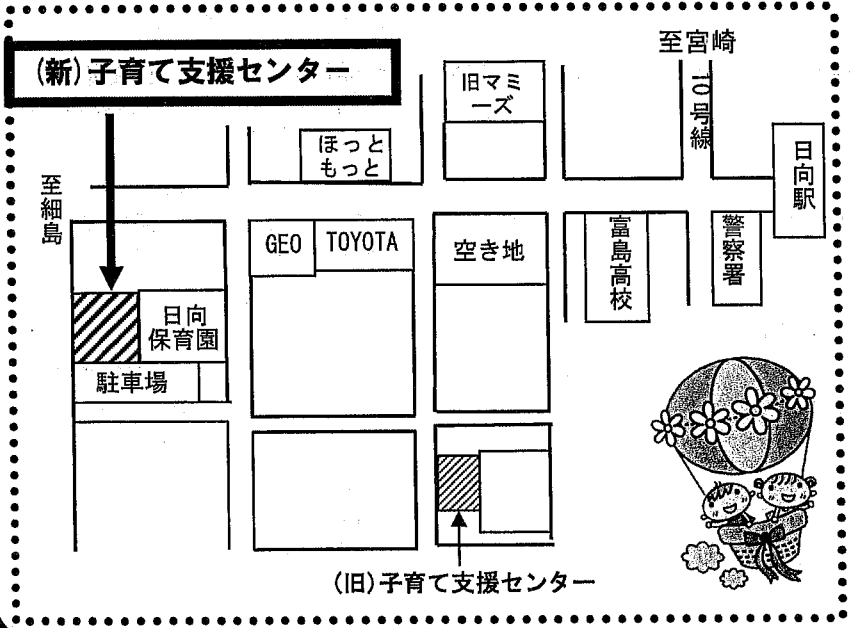 (新)子育て支援センター
至宮崎
10号線
旧マミ
ーズ
ほっと
もっと
日向駅
至細島
GEO
TOYOTA
空き地
富島高校
警察署
日向
保育園
駐車場
(旧)子育て支援センター